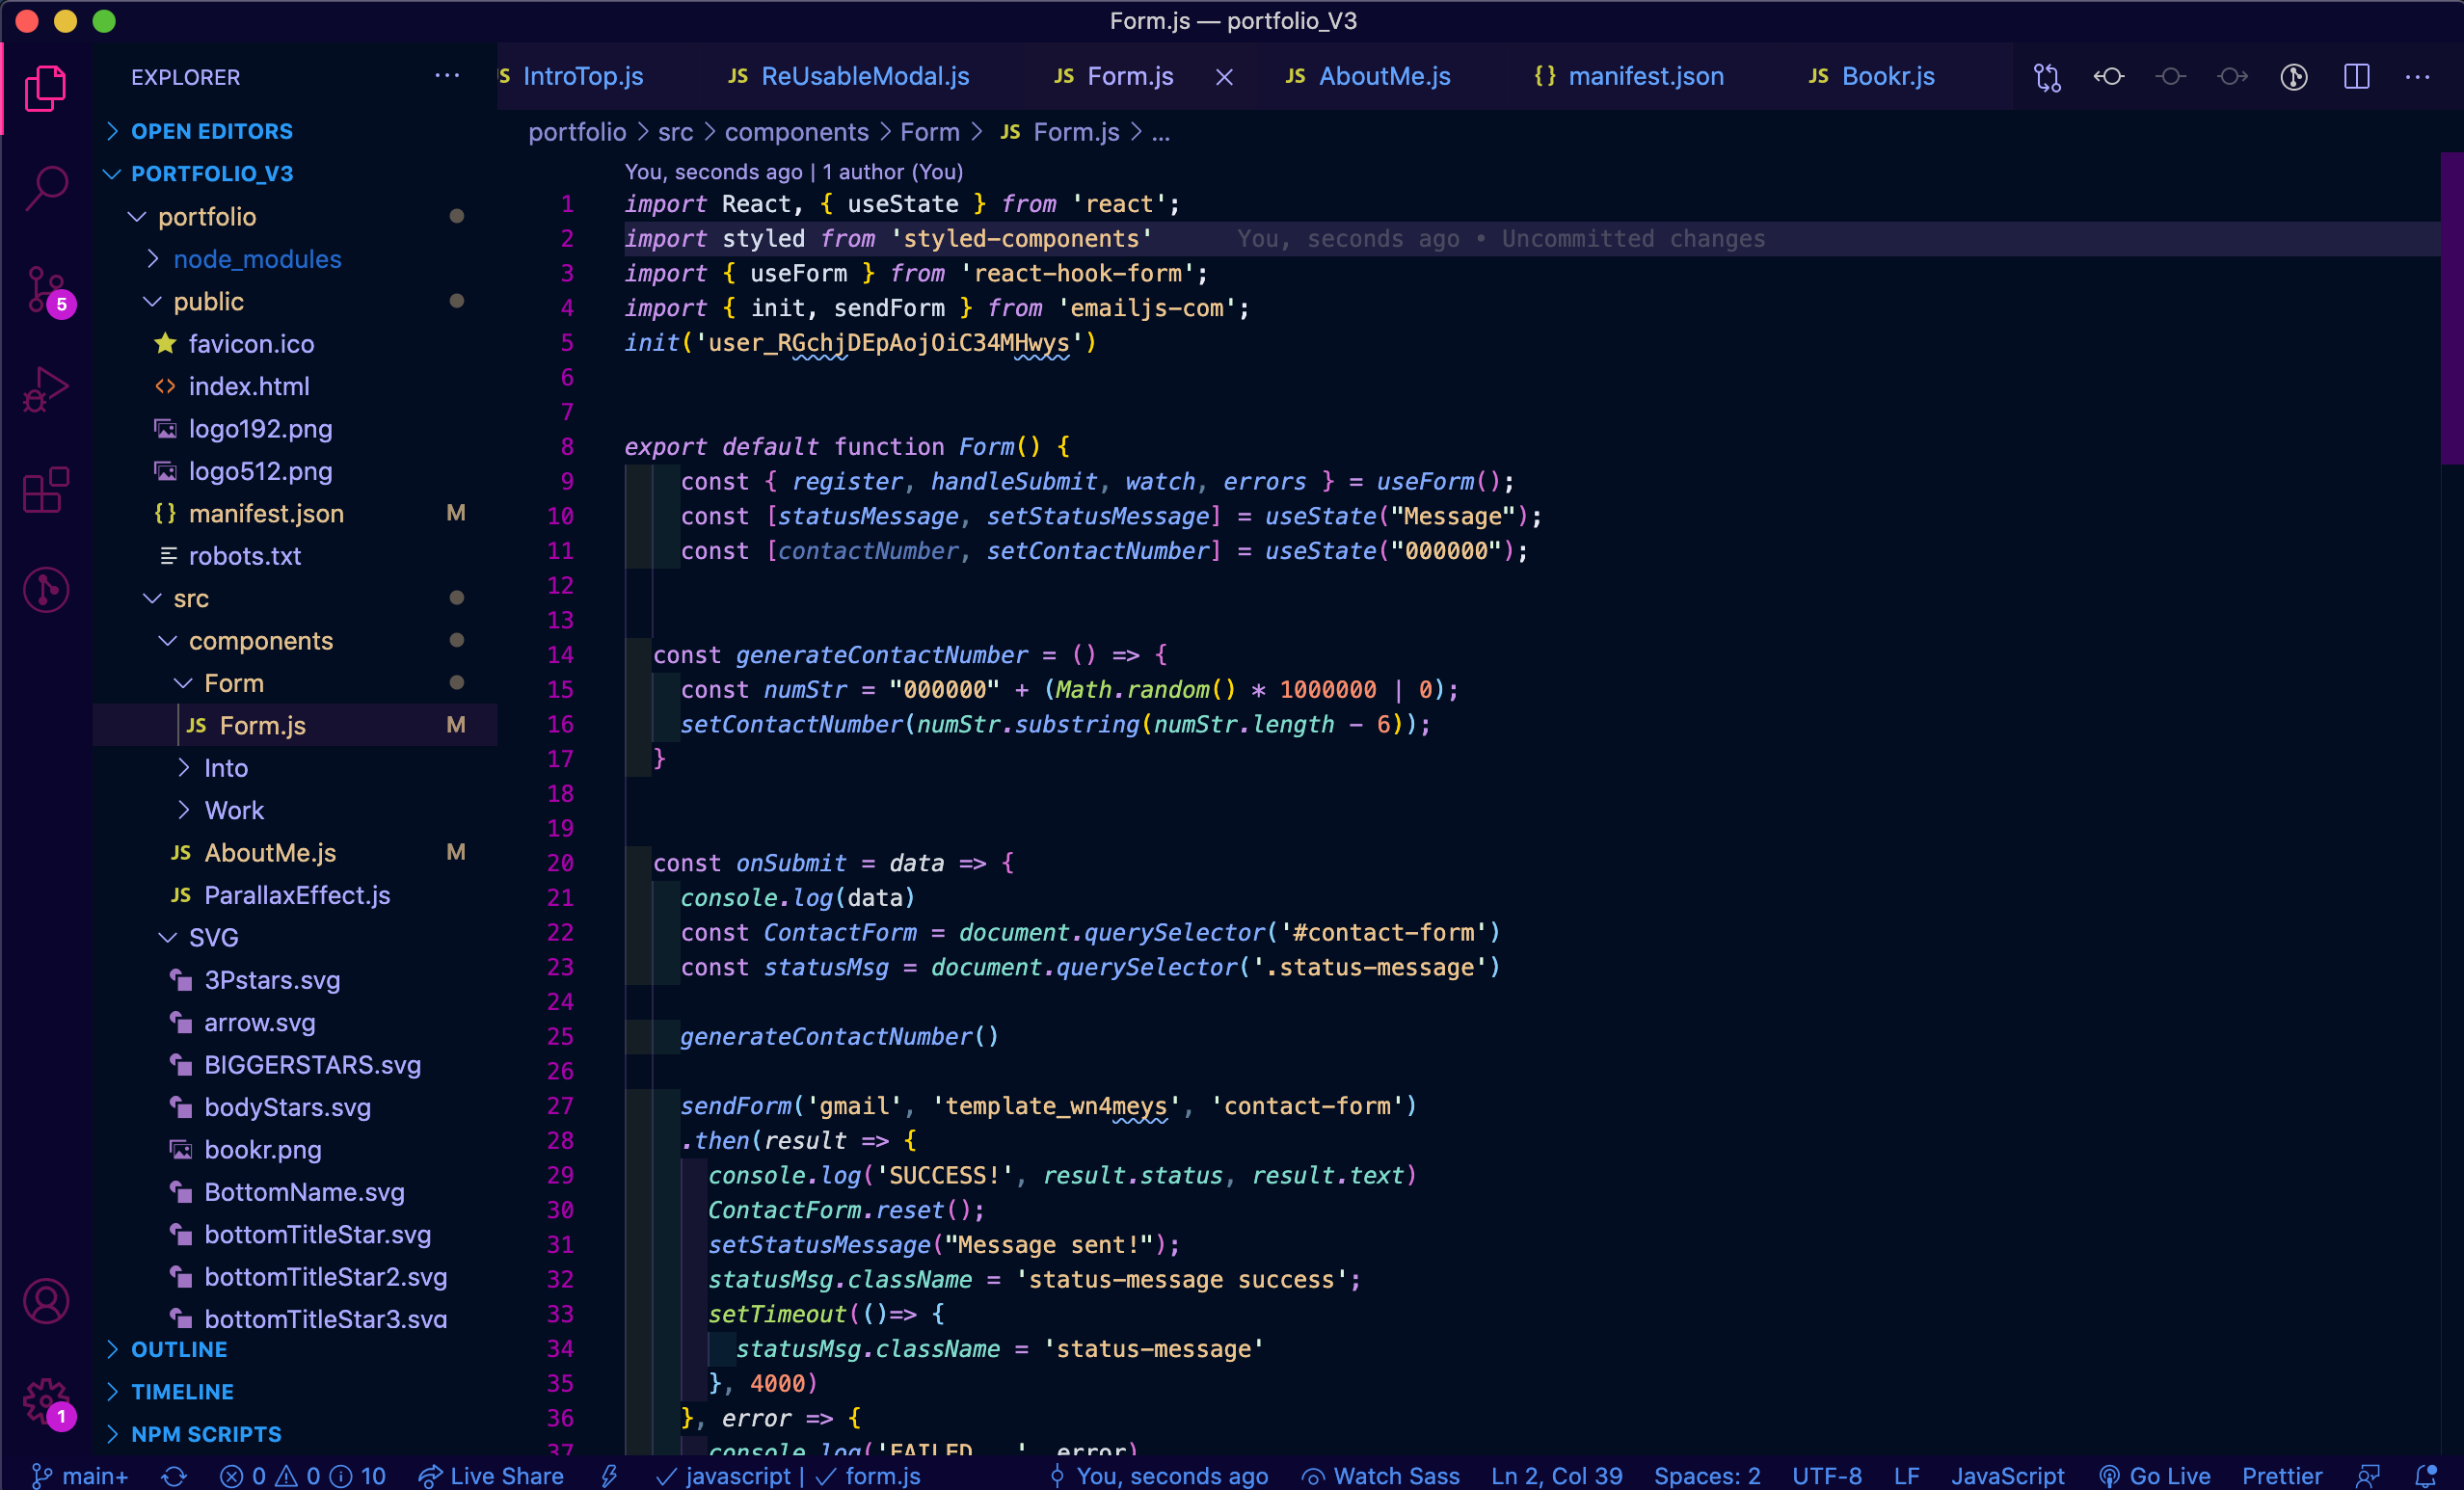 Form.js — portfolio_V3
EXPLORER
OPEN EDITORS
PORTFOLIO_V3
portfolio
node_modules
public
favicon.ico
index.html
logo192.png
logo512.png
{} manifest.json M
robots.txt
src
components
Form
JS Form.js M
Into
Work
JS AboutMe.js M
JS ParallaxEffect.js
SVG
3Pstars.svg
arrow.svg
BIGGERSTARS.svg
bodyStars.svg
bookr.png
BottomName.svg
bottomTitleStar.svg
bottomTitleStar2.svg
bottomTitleStar3.svg
OUTLINE
TIMELINE
NPM SCRIPTS
5
1
JS IntroTop.js JS ReUsableModal.js JS Form.js JS AboutMe.js {} manifest.json JS Bookr.js
portfolio > src > components > Form > JS Form.js > ...
You, seconds ago | 1 author (You)
1 import React, { useState } from 'react';
2 import styled from 'styled-components' You, seconds ago • Uncommitted changes
3 import { useForm } from 'react-hook-form';
4 import { init, sendForm } from 'emailjs-com';
5 init('user_RGchjDEpAojOiC34MHwys')
6
7
8 export default function Form() {
9 const { register, handleSubmit, watch, errors } = useForm();
10 const [statusMessage, setStatusMessage] = useState("Message");
11 const [contactNumber, setContactNumber] = useState("000000");
12
13
14 const generateContactNumber = () => {
15 const numStr = "000000" + (Math.random() * 1000000 | 0);
16 setContactNumber(numStr.substring(numStr.length - 6));
17 }
18
19
20 const onSubmit = data => {
21 console.log(data)
22 const ContactForm = document.querySelector('#contact-form')
23 const statusMsg = document.querySelector('.status-message')
24
25 generateContactNumber()
26
27 sendForm('gmail', 'template_wn4meys', 'contact-form')
28 .then(result => {
29 console.log('SUCCESS!', result.status, result.text)
30 ContactForm.reset();
31 setStatusMessage("Message sent!");
32 statusMsg.className = 'status-message success';
33 setTimeout(()=> {
34 statusMsg.className = 'status-message'
35 }, 4000)
36 }, error => {
37 console.log('FAILED...', error)
main+ 0 0 10 Live Share javascript | form.js You, seconds ago Watch Sass Ln 2, Col 39 Spaces: 2 UTF-8 LF JavaScript Go Live Prettier